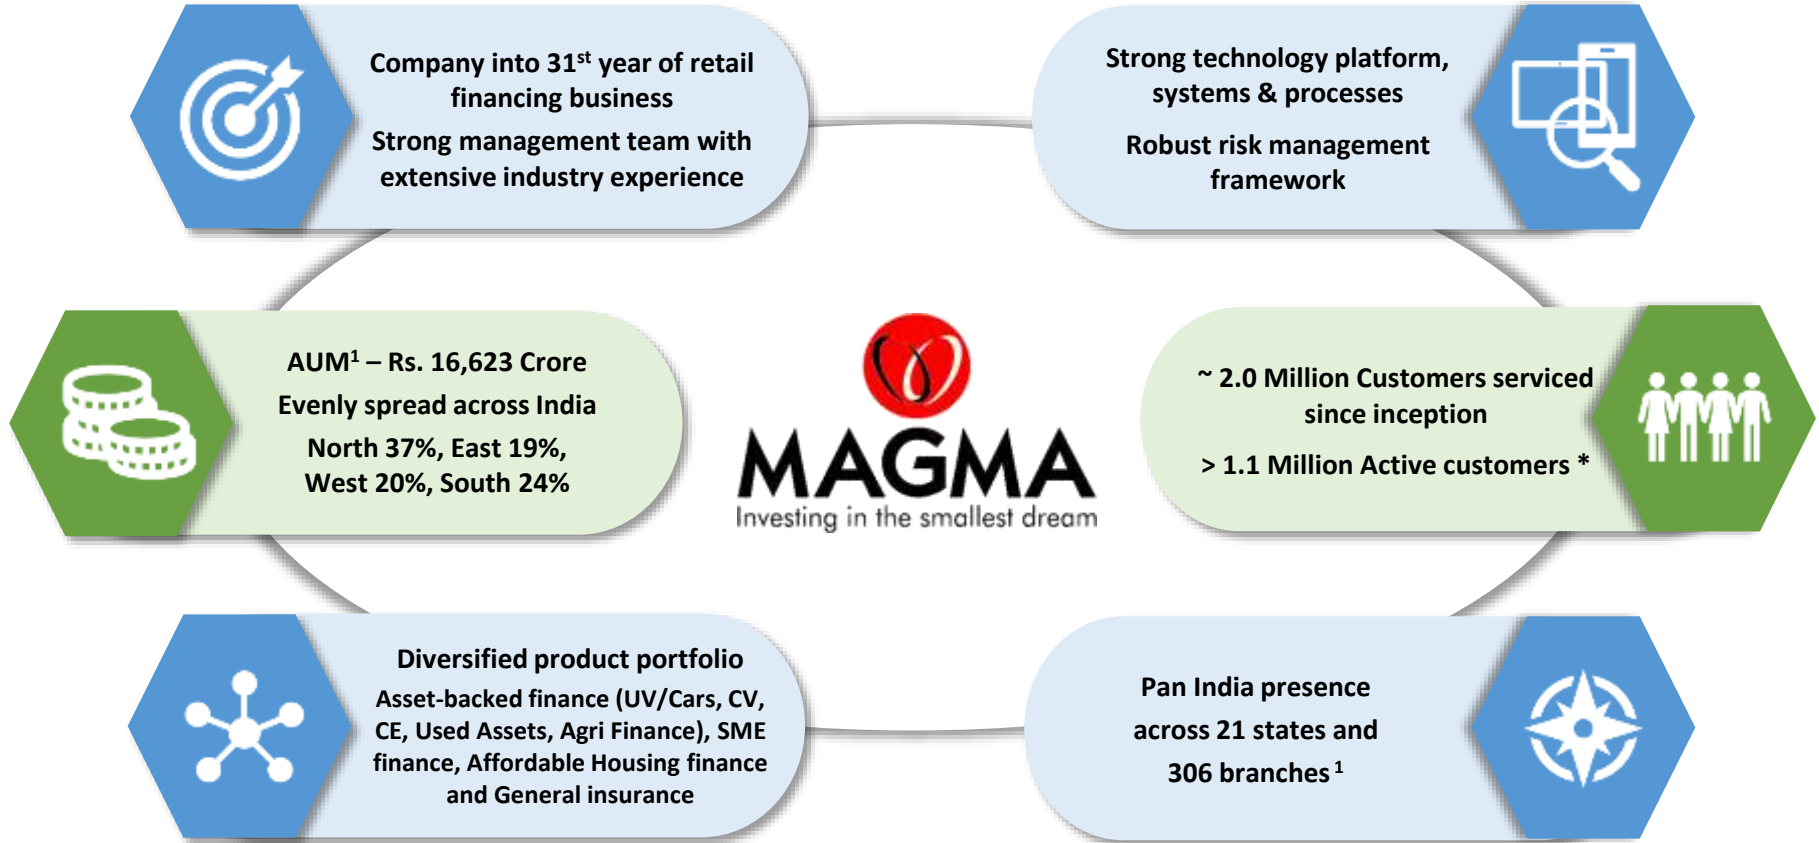 Company into 31st year of retail
financing business
Strong management team with
extensive industry experience
Strong technology platform,
systems & processes
Robust risk management
framework
AUM1 – Rs. 16,623 Crore
Evenly spread across India
North 37%, East 19%,
West 20%, South 24%
MAGMA
Investing in the smallest dream
~ 2.0 Million Customers serviced
since inception
> 1.1 Million Active customers *
Diversified product portfolio
Asset-backed finance (UV/Cars, CV,
CE, Used Assets, Agri Finance), SME
finance, Affordable Housing finance
and General insurance
Pan India presence
across 21 states and
306 branches 1